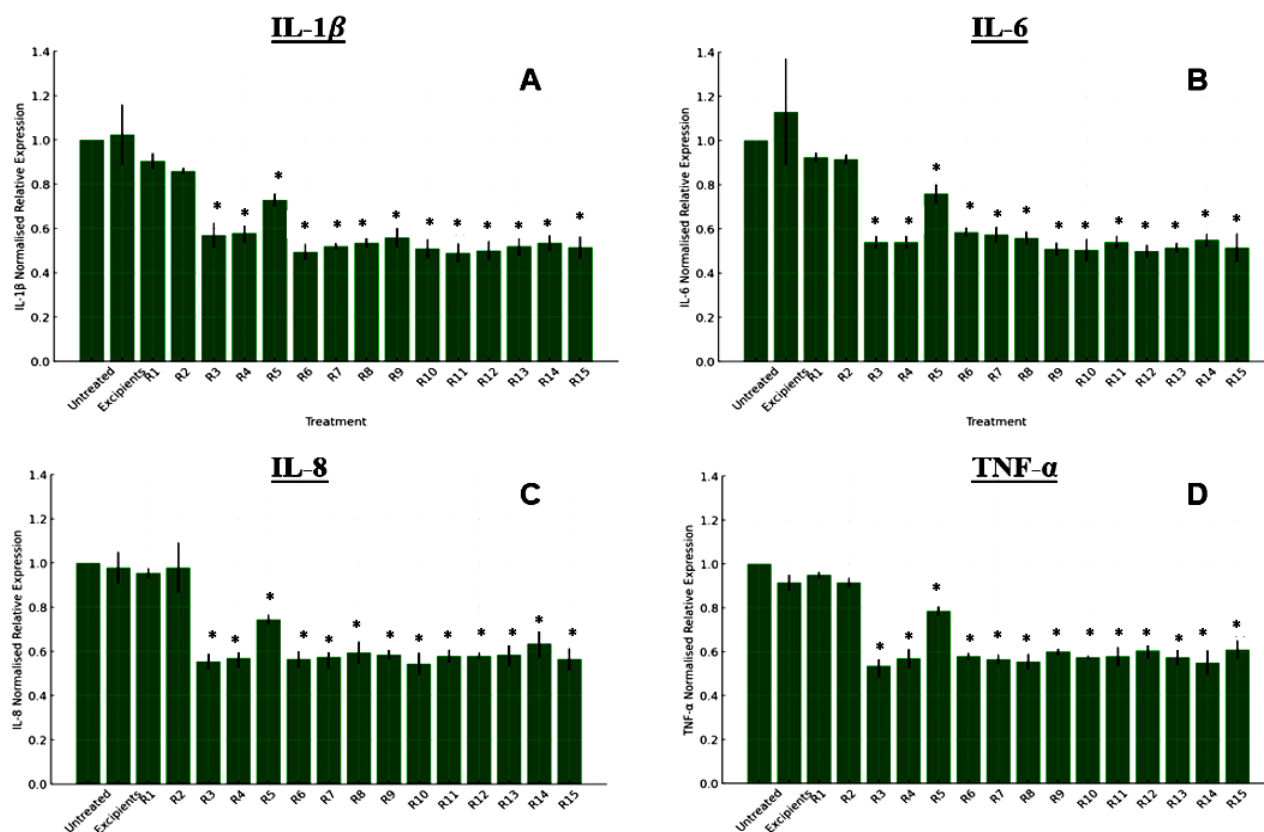 IL-1β
A
IL-1β Normalised Relative Expression
1.4
1.2
1.0
0.8
0.6
0.4
0.2
0.0
* * * * * * * * * * * * *
Untreated Excipients R1 R2 R3 R4 R5 R6 R7 R8 R9 R10 R11 R12 R13 R14 R15
Treatment
IL-6
B
IL-6 Normalised Relative Expression
1.4
1.2
1.0
0.8
0.6
0.4
0.2
0.0
* * * * * * * * * * * * *
Untreated Excipients R1 R2 R3 R4 R5 R6 R7 R8 R9 R10 R11 R12 R13 R14 R15
Treatment
IL-8
C
IL-8 Normalised Relative Expression
1.4
1.2
1.0
0.8
0.6
0.4
0.2
0.0
* * * * * * * * * * * * *
Untreated Excipients R1 R2 R3 R4 R5 R6 R7 R8 R9 R10 R11 R12 R13 R14 R15
TNF-α
D
TNF-α Normalised Relative Expression
1.4
1.2
1.0
0.8
0.6
0.4
0.2
0.0
* * * * * * * * * * * * *
Untreated Excipients R1 R2 R3 R4 R5 R6 R7 R8 R9 R10 R11 R12 R13 R14 R15